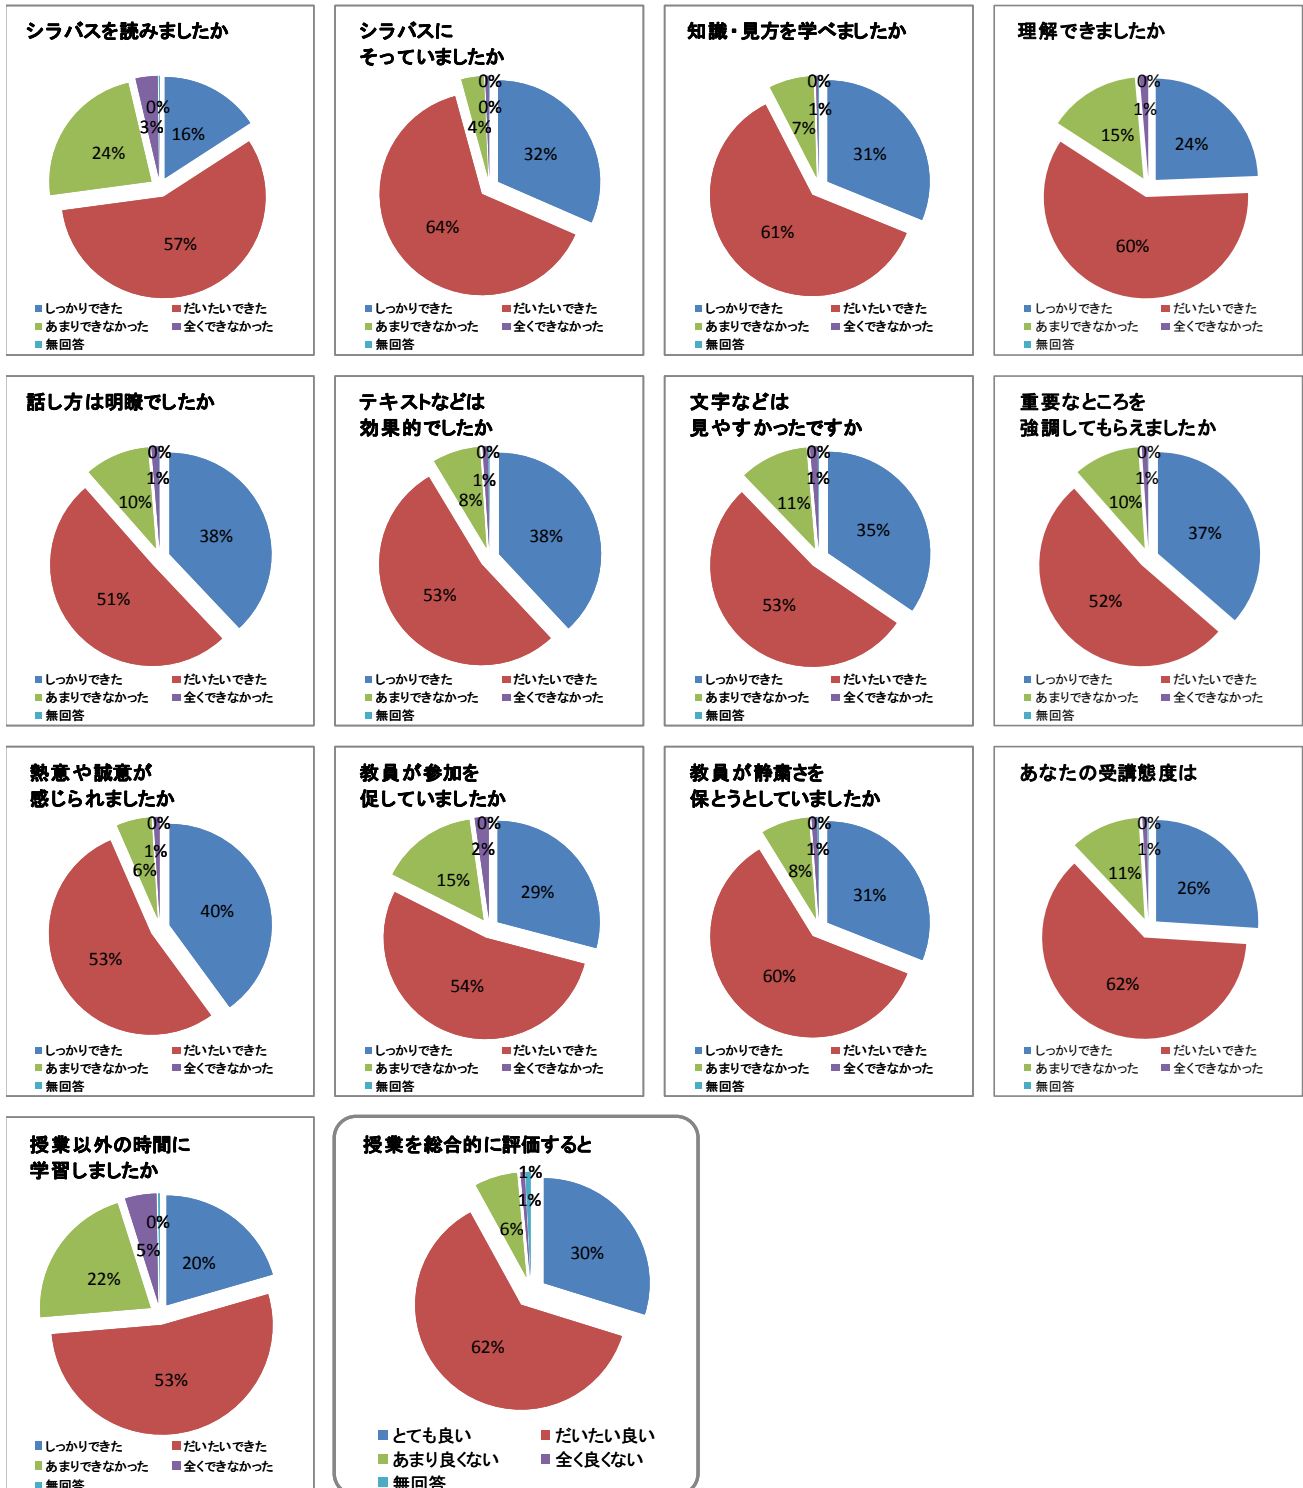 シラバスを読みましたか
0%
3%
16%
24%
57%
しっかりできた だいたいできた
あまりできなかった 全くできなかった
無回答
シラバスに
そっていましたか
0%
0%
4%
32%
64%
しっかりできた だいたいできた
あまりできなかった 全くできなかった
無回答
知識・見方を学べましたか
0%
1%
7%
31%
61%
しっかりできた だいたいできた
あまりできなかった 全くできなかった
無回答
理解できましたか
0%
1%
15%
24%
60%
しっかりできた だいたいできた
あまりできなかった 全くできなかった
無回答
話し方は明瞭でしたか
0%
1%
10%
38%
51%
しっかりできた だいたいできた
あまりできなかった 全くできなかった
無回答
テキストなどは
効果的でしたか
0%
1%
8%
38%
53%
しっかりできた だいたいできた
あまりできなかった 全くできなかった
無回答
文字などは
見やすかったですか
0%
1%
11%
35%
53%
しっかりできた だいたいできた
あまりできなかった 全くできなかった
無回答
重要なところを
強調してもらえましたか
0%
1%
10%
37%
52%
しっかりできた だいたいできた
あまりできなかった 全くできなかった
無回答
熱意や誠意が
感じられましたか
0%
1%
6%
40%
53%
しっかりできた だいたいできた
あまりできなかった 全くできなかった
無回答
教員が参加を
促していましたか
0%
2%
15%
29%
54%
しっかりできた だいたいできた
あまりできなかった 全くできなかった
無回答
教員が静粛さを
保とうとしていましたか
0%
1%
8%
31%
60%
しっかりできた だいたいできた
あまりできなかった 全くできなかった
無回答
あなたの受講態度は
0%
1%
11%
26%
62%
しっかりできた だいたいできた
あまりできなかった 全くできなかった
無回答
授業以外の時間に
学習しましたか
0%
5%
20%
22%
53%
しっかりできた だいたいできた
あまりできなかった 全くできなかった
無回答
授業を総合的に評価すると
1%
1%
6%
30%
62%
とても良い だいたい良い
あまり良くない 全く良くない
無回答